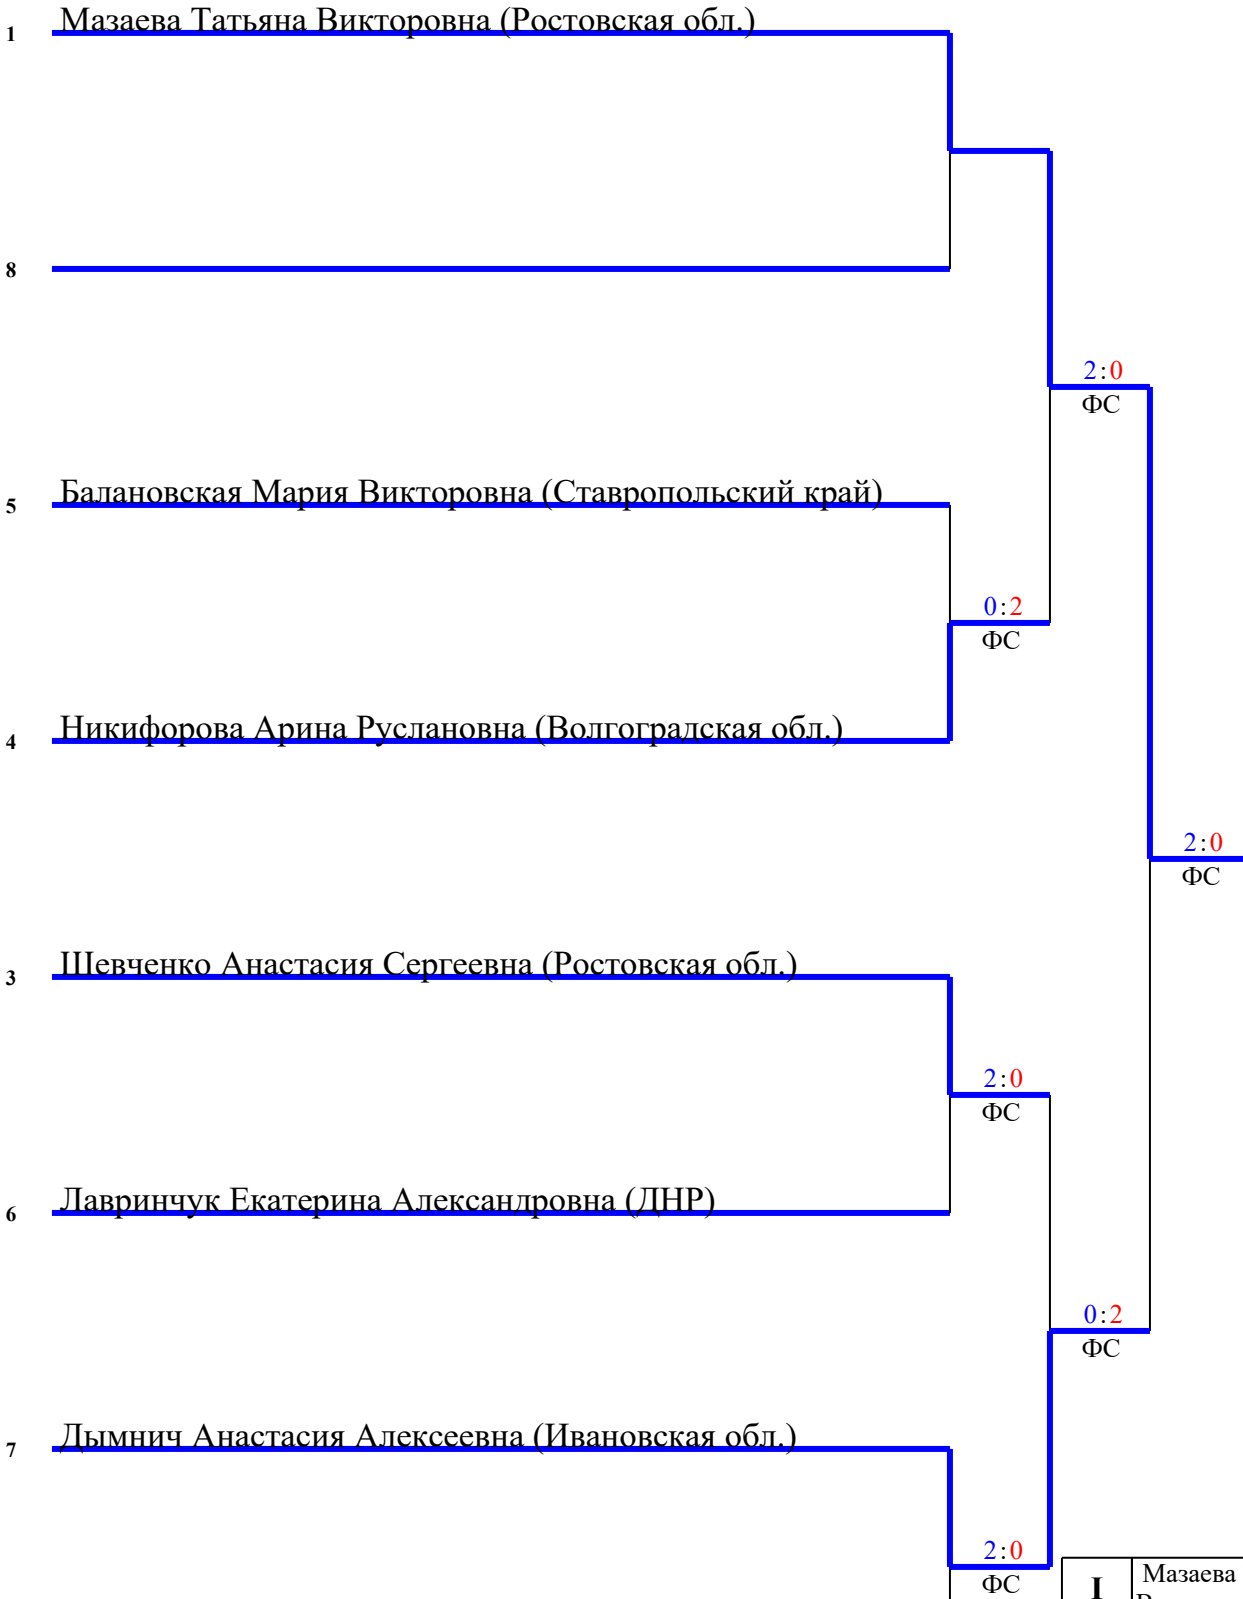 1 Мазаева Татьяна Викторовна (Ростовская обл.)
8
2:0
ФС
5 Балановская Мария Викторовна (Ставропольский край)
0:2
ФС
4 Никифорова Арина Руслановна (Волгоградская обл.)
2:0
ФС
3 Шевченко Анастасия Сергеевна (Ростовская обл.)
2:0
ФС
6 Лавринчук Екатерина Александровна (ДНР)
0:2
ФС
7 Дымнич Анастасия Алексеевна (Ивановская обл.)
2:0
ФС
I Мазаева